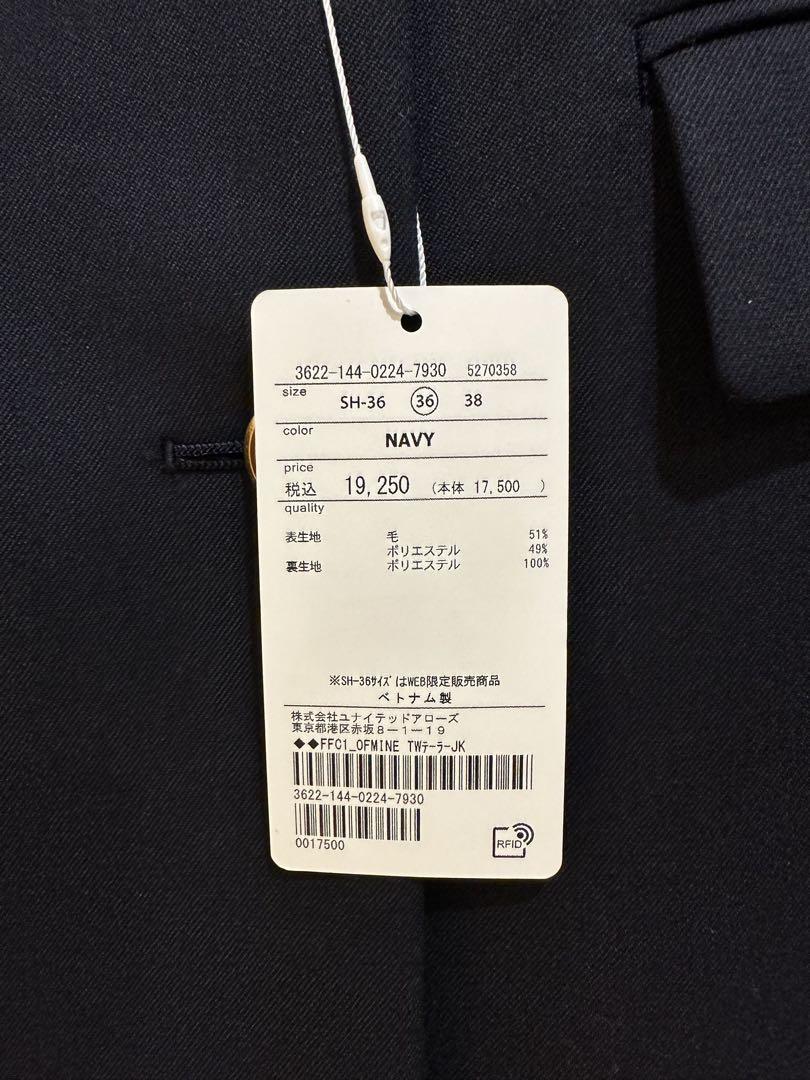 3622-144-0224-7930 5270358
size
SH-36 36 38
color
NAVY
price
税込 19,250 (本体 17,500 )
quality
表生地 毛 51%
ポリエステル 49%
裏生地 ポリエステル 100%
※SH-36ｻｲｽﾞはWEB限定販売商品
ベトナム製
株式会社ユナイテッドアローズ
東京都港区赤坂８－１－１９
◆◆FFC1_OFMINE TWﾃｰﾗｰJK
3622-144-0224-7930
0017500
RFID